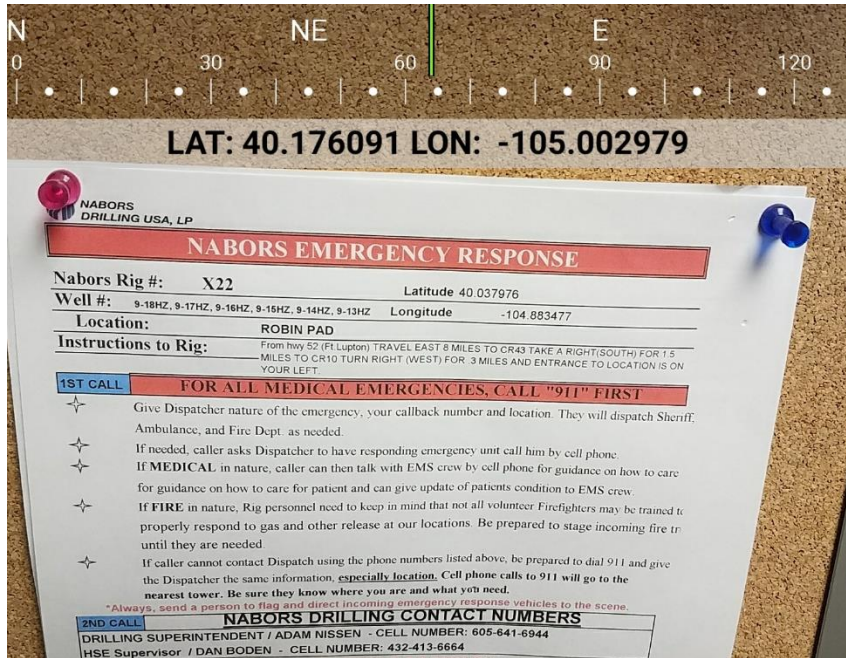 N NE E
0 30 60 90 120
LAT: 40.176091 LON: -105.002979
NABORS
DRILLING USA, LP
NABORS EMERGENCY RESPONSE
Nabors Rig #: X22 Latitude 40.037976
Well #: 9-18HZ, 9-17HZ, 9-16HZ, 9-15HZ, 9-14HZ, 9-13HZ Longitude -104.883477
Location: ROBIN PAD
Instructions to Rig: From hwy 52 (Ft.Lupton) TRAVEL EAST 8 MILES TO CR43 TAKE A RIGHT(SOUTH) FOR 1.5
MILES TO CR10 TURN RIGHT (WEST) FOR .3 MILES AND ENTRANCE TO LOCATION IS ON
YOUR LEFT.
1ST CALL FOR ALL MEDICAL EMERGENCIES, CALL "911" FIRST
Give Dispatcher nature of the emergency, your callback number and location. They will dispatch Sheriff,
Ambulance, and Fire Dept. as needed.
If needed, caller asks Dispatcher to have responding emergency unit call him by cell phone.
If MEDICAL in nature, caller can then talk with EMS crew by cell phone for guidance on how to care
for guidance on how to care for patient and can give update of patients condition to EMS crew.
If FIRE in nature, Rig personnel need to keep in mind that not all volunteer Firefighters may be trained to
properly respond to gas and other release at our locations. Be prepared to stage incoming fire tr
until they are needed
If caller cannot contact Dispatch using the phone numbers listed above, be prepared to dial 911 and give
the Dispatcher the same information, especially location. Cell phone calls to 911 will go to the
nearest tower. Be sure they know where you are and what you need.
*Always, send a person to flag and direct incoming emergency response vehicles to the scene.
2ND CALL NABORS DRILLING CONTACT NUMBERS
DRILLING SUPERINTENDENT / ADAM NISSEN - CELL NUMBER: 605-641-6944
HSE Supervisor / DAN BODEN - CELL NUMBER: 432-413-6664